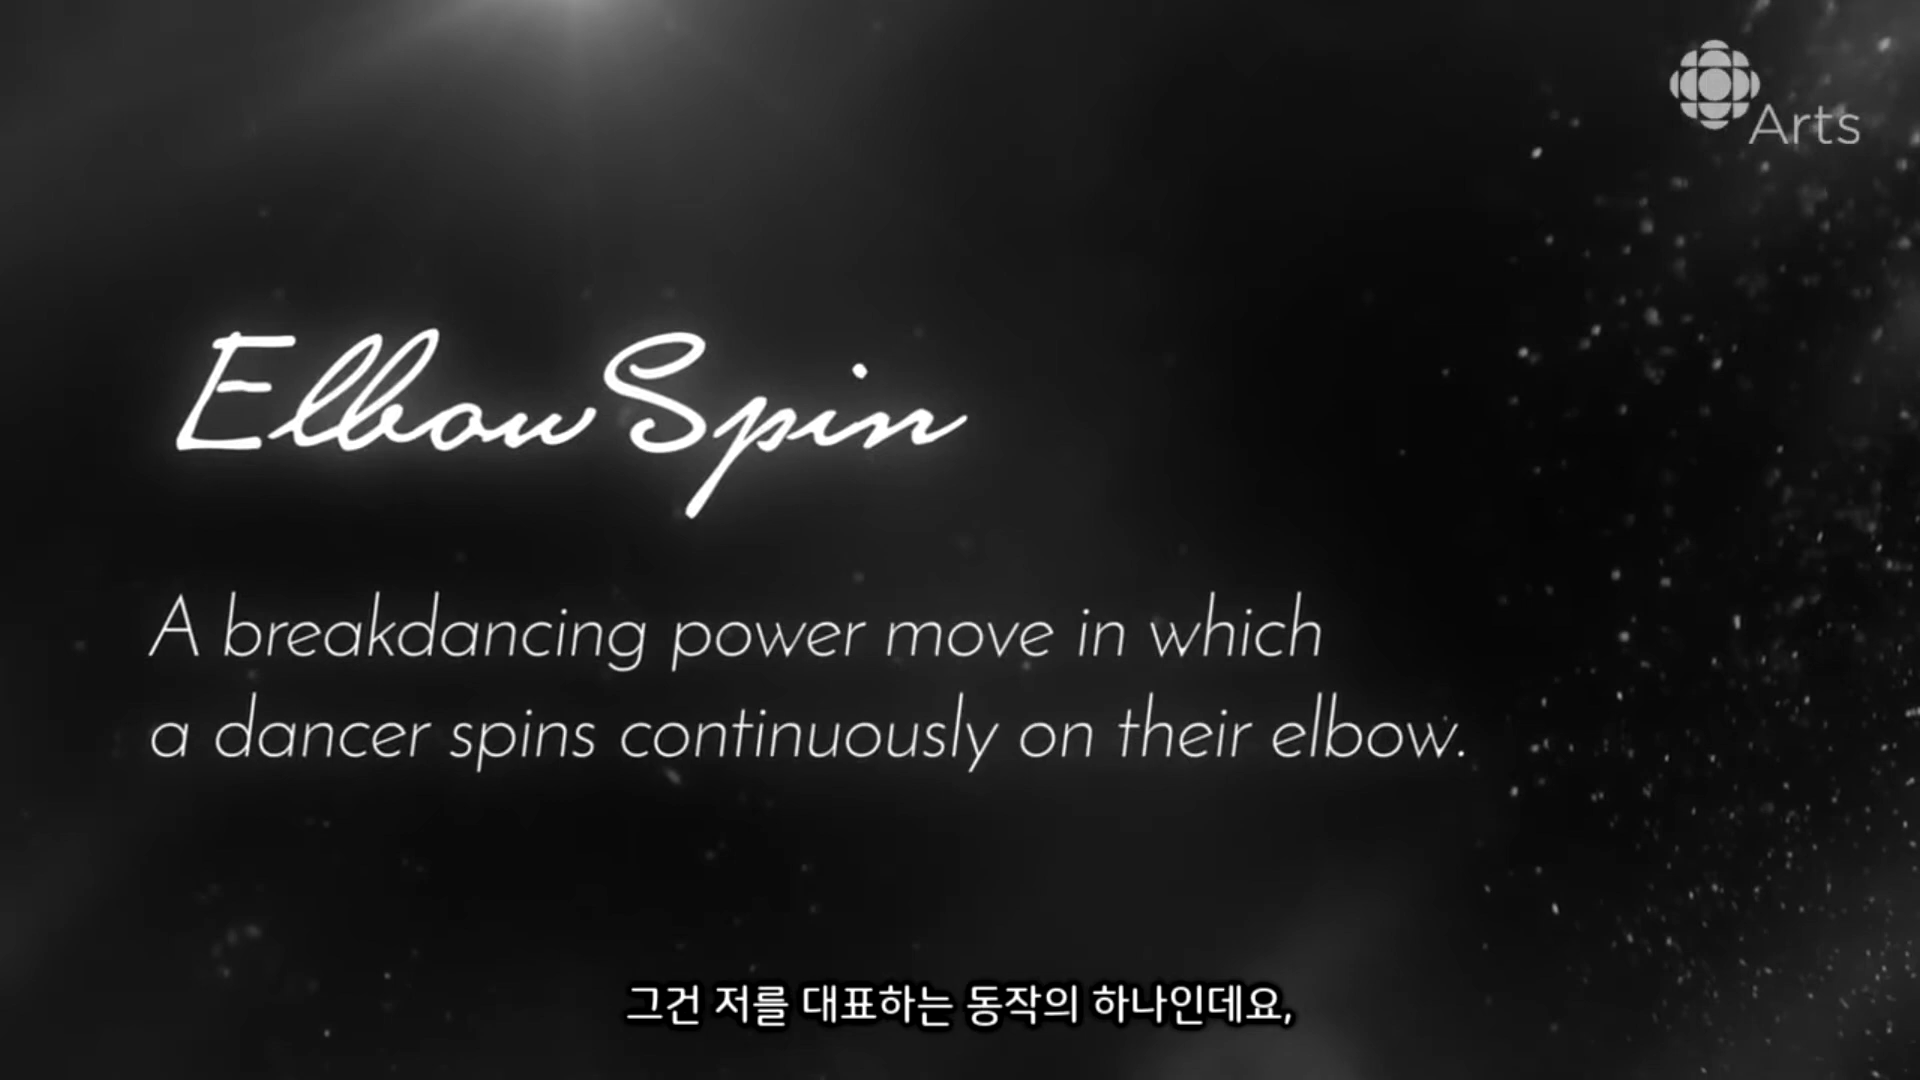 Arts
Elbow Spin
A breakdancing power move in which
a dancer spins continuously on their elbow.
그건 저를 대표하는 동작의 하나인데요,